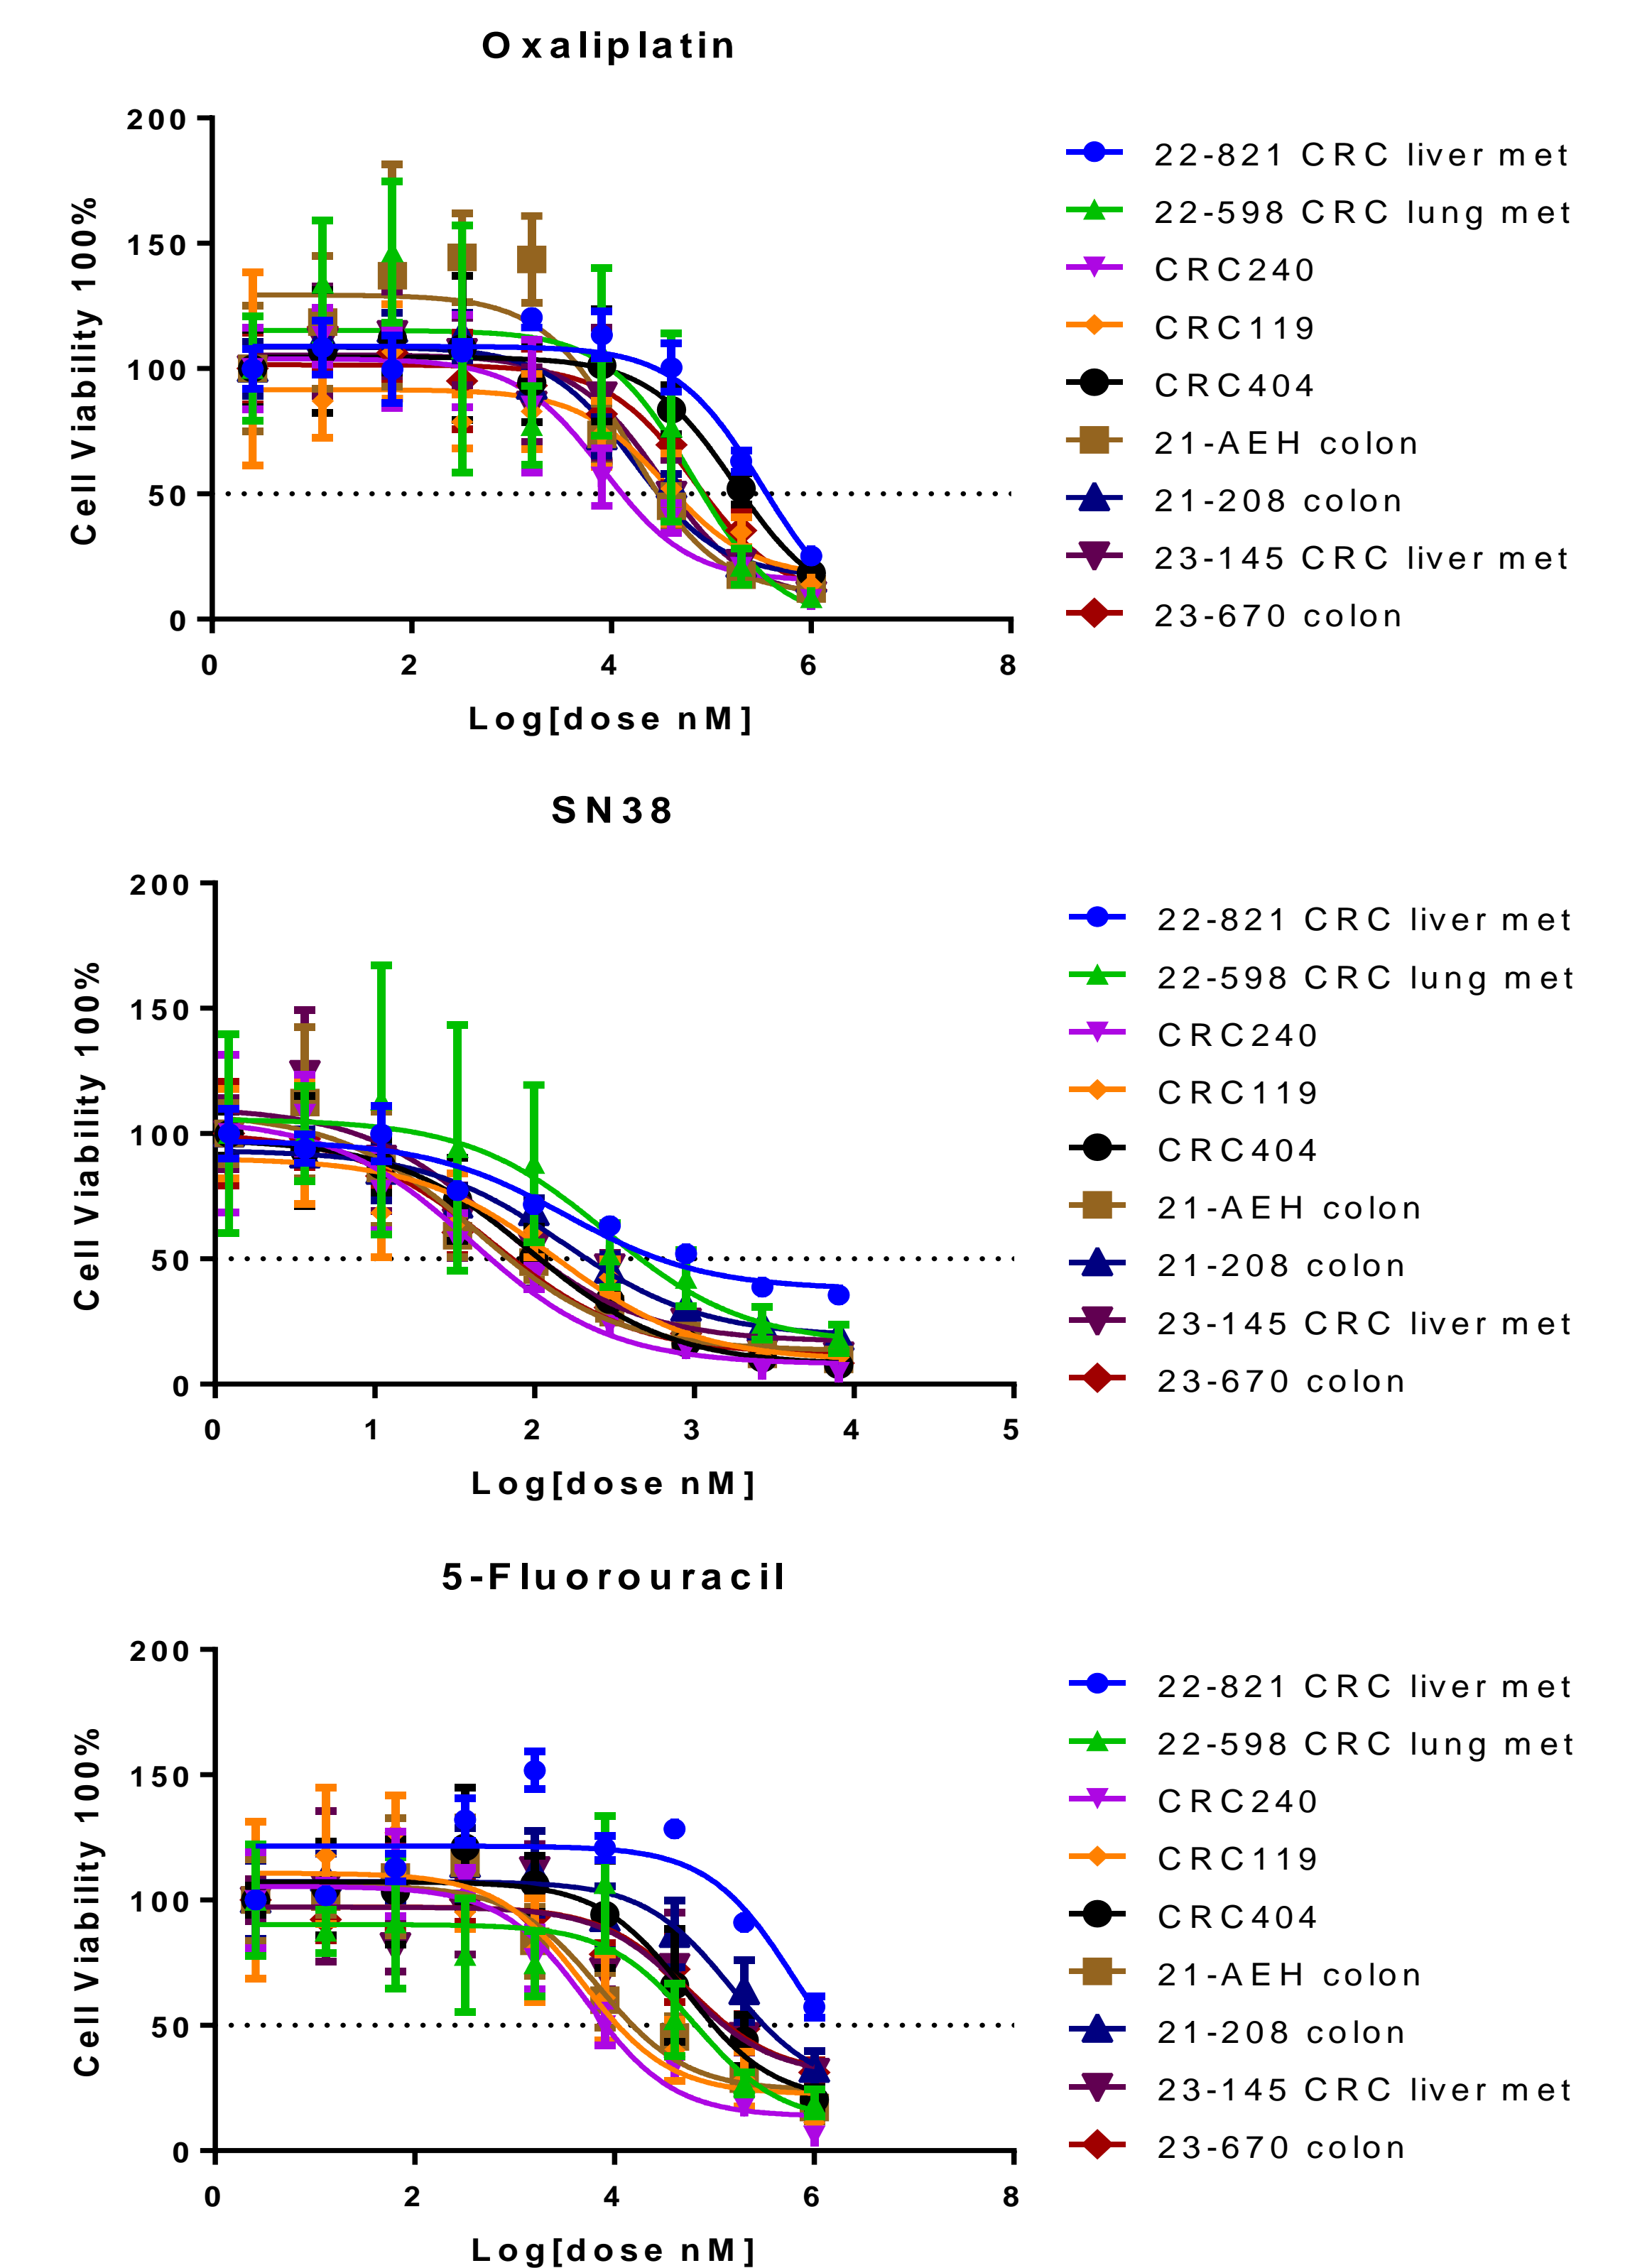 Oxaliplatin
200
150
100
50
0
Cell Viability 100%
0 2 4 6 8
Log[dose nM]
22-821 CRC liver met
22-598 CRC lung met
CRC240
CRC119
CRC404
21-AEH colon
21-208 colon
23-145 CRC liver met
23-670 colon
SN38
200
150
100
50
0
Cell Viability 100%
0 1 2 3 4 5
Log[dose nM]
22-821 CRC liver met
22-598 CRC lung met
CRC240
CRC119
CRC404
21-AEH colon
21-208 colon
23-145 CRC liver met
23-670 colon
5-Fluorouracil
200
150
100
50
0
Cell Viability 100%
0 2 4 6 8
Log[dose nM]
22-821 CRC liver met
22-598 CRC lung met
CRC240
CRC119
CRC404
21-AEH colon
21-208 colon
23-145 CRC liver met
23-670 colon